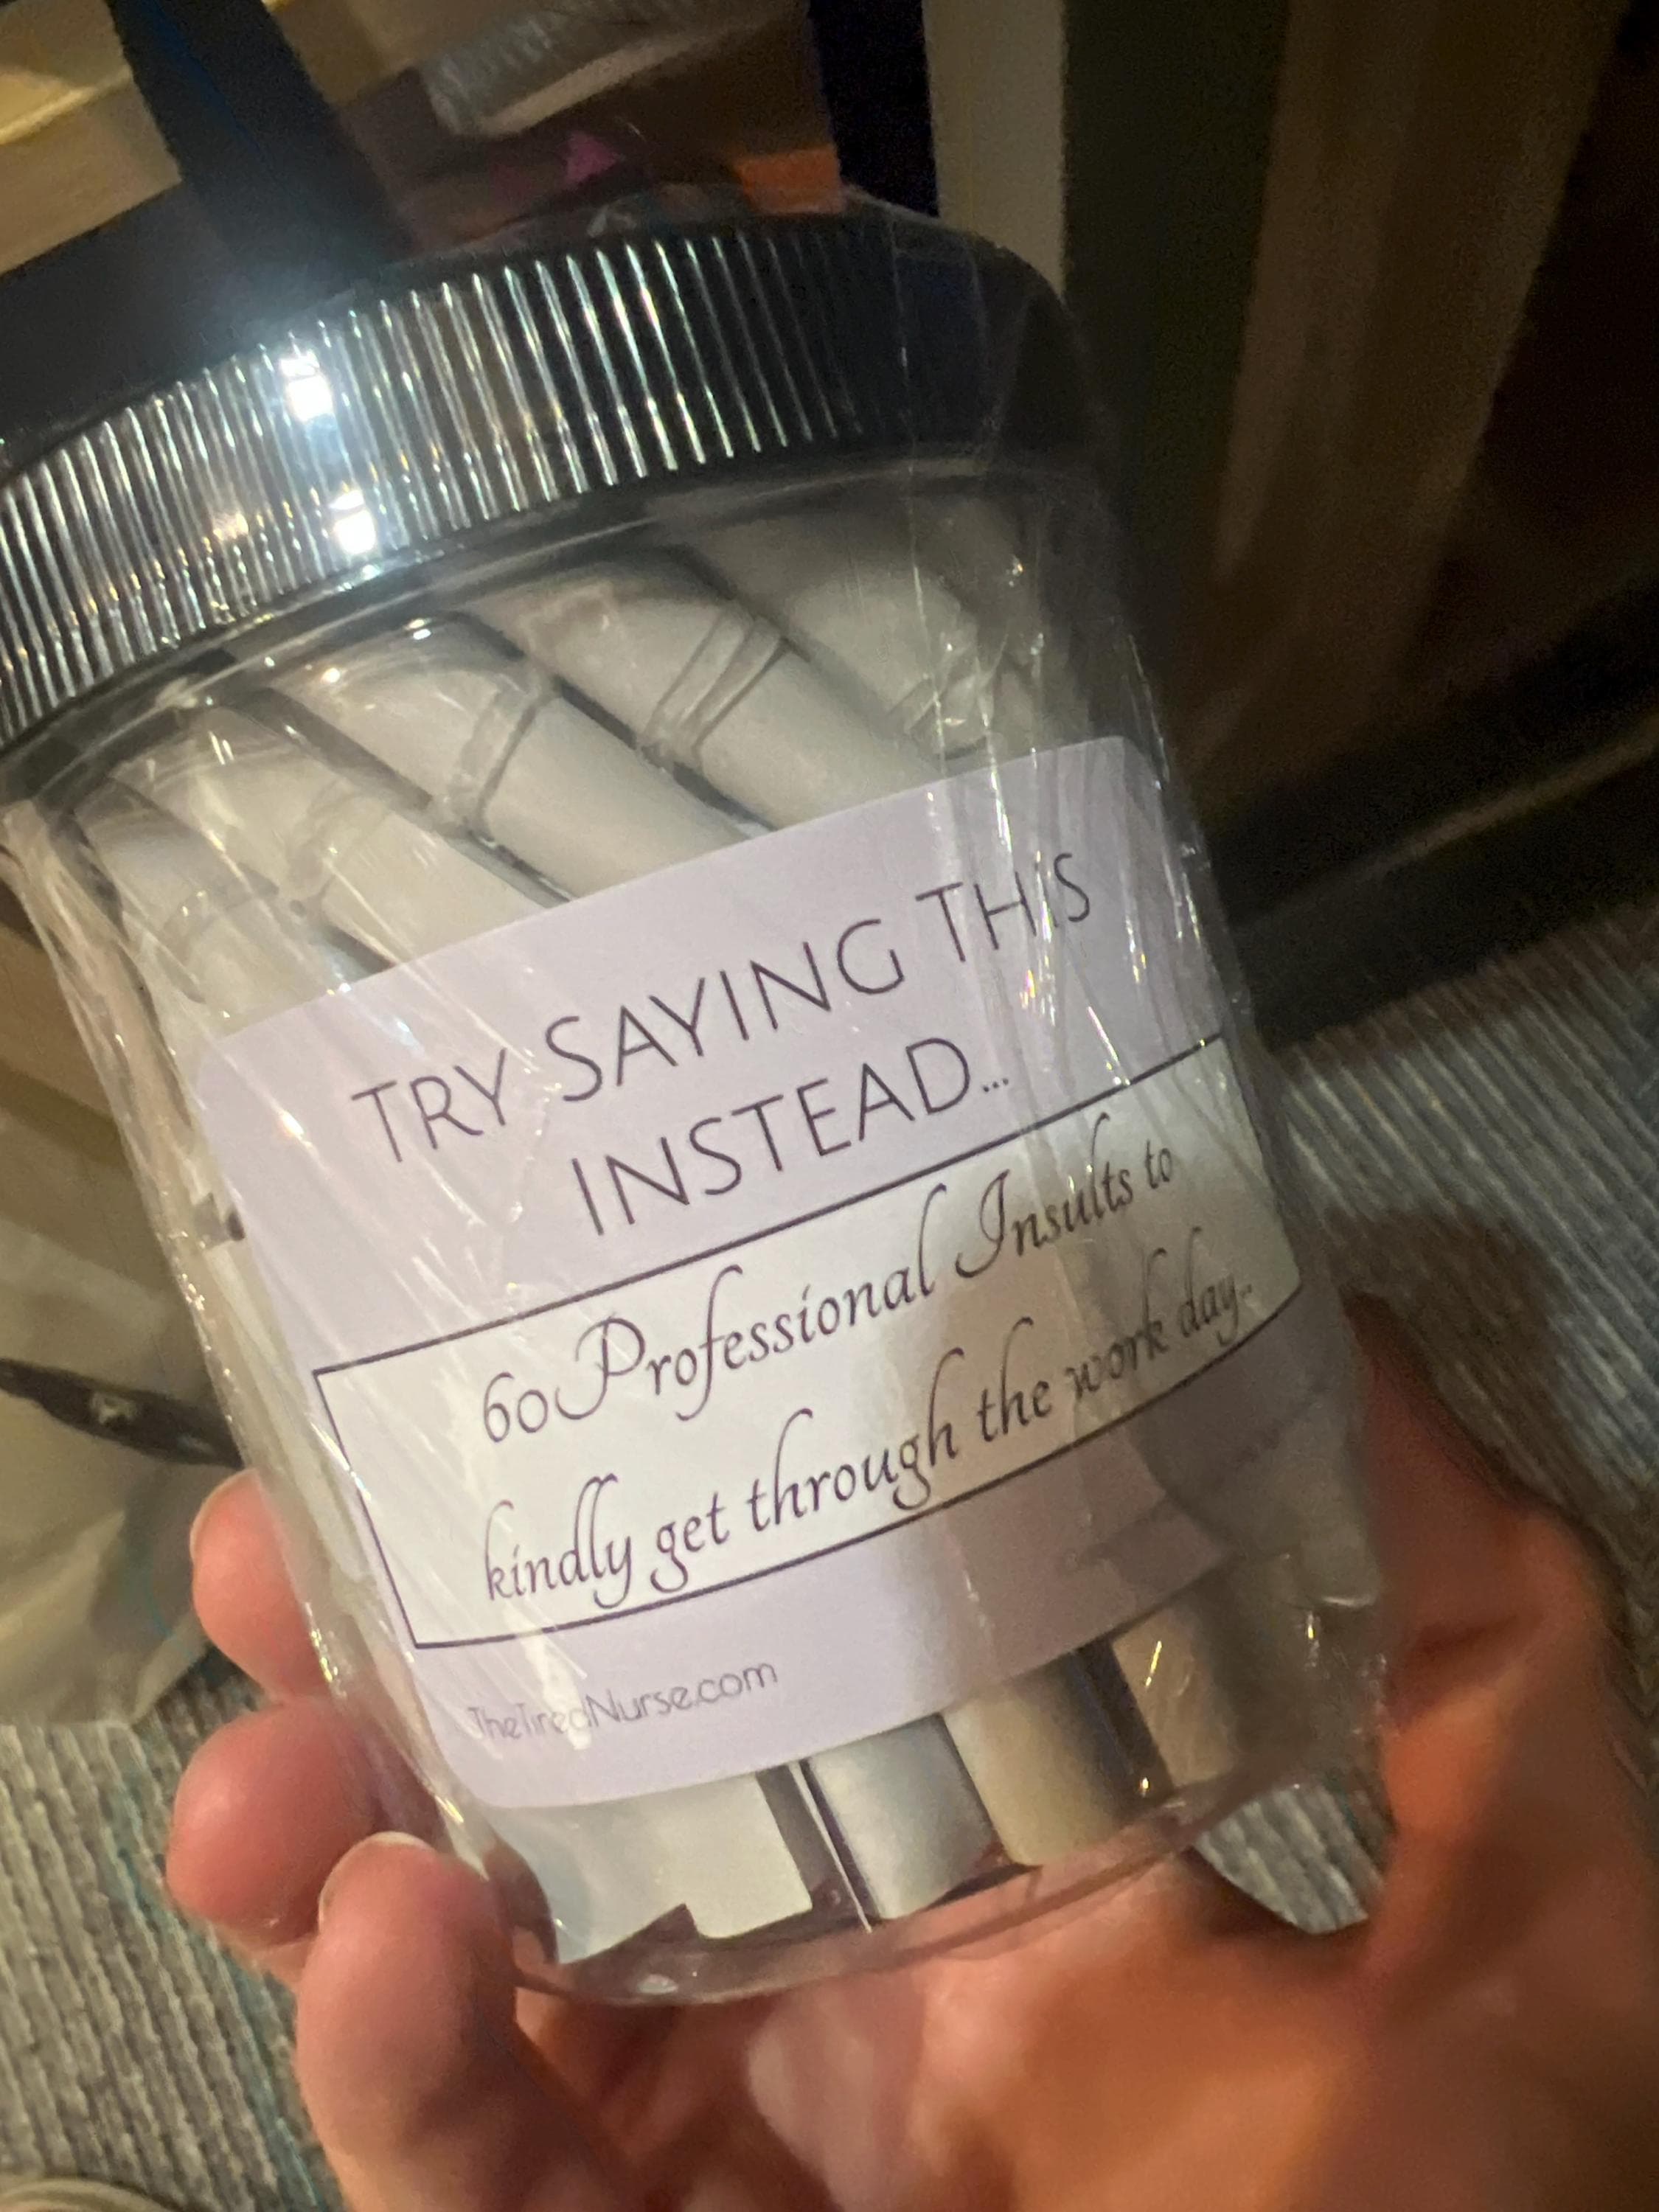 TRY SAYING THIS
INSTEAD...
60 Professional Insults to
kindly get through the work day.
TheTiredNurse.com